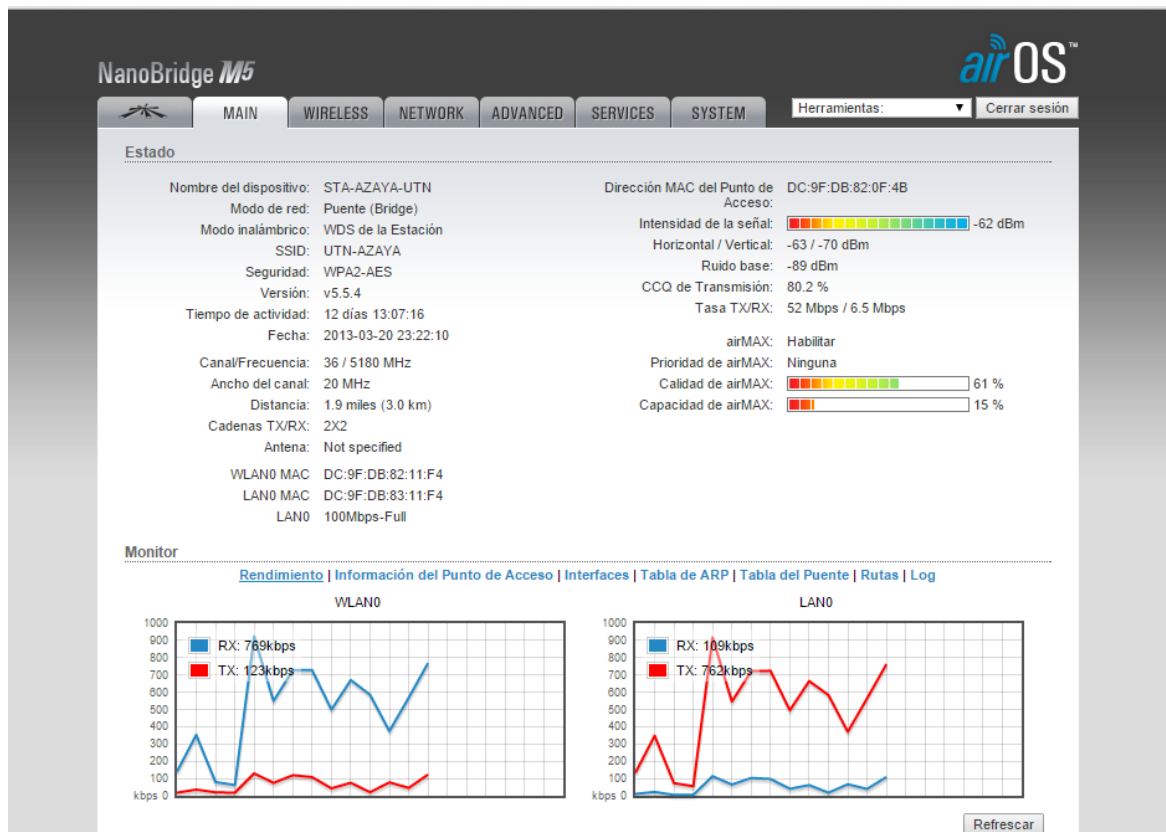 NanoBridge M5
airOS™
MAIN WIRELESS NETWORK ADVANCED SERVICES SYSTEM
Herramientas: Cerrar sesión
Estado
Nombre del dispositivo: STA-AZAYA-UTN
Modo de red: Puente (Bridge)
Modo inalámbrico: WDS de la Estación
SSID: UTN-AZAYA
Seguridad: WPA2-AES
Versión: v5.5.4
Tiempo de actividad: 12 días 13:07:16
Fecha: 2013-03-20 23:22:10
Canal/Frecuencia: 36 / 5180 MHz
Ancho del canal: 20 MHz
Distancia: 1.9 miles (3.0 km)
Cadenas TX/RX: 2X2
Antena: Not specified
WLAN0 MAC DC:9F:DB:82:11:F4
LAN0 MAC DC:9F:DB:83:11:F4
LAN0 100Mbps-Full
Dirección MAC del Punto de DC:9F:DB:82:0F:4B
Acceso:
Intensidad de la señal: -62 dBm
Horizontal / Vertical: -63 / -70 dBm
Ruido base: -89 dBm
CCQ de Transmisión: 80.2 %
Tasa TX/RX: 52 Mbps / 6.5 Mbps
airMAX: Habilitar
Prioridad de airMAX: Ninguna
Calidad de airMAX: 61 %
Capacidad de airMAX: 15 %
Monitor
Rendimiento | Información del Punto de Acceso | Interfaces | Tabla de ARP | Tabla del Puente | Rutas | Log
WLAN0
1000
900
800
700
600
500
400
300
200
100
kbps 0
RX: 769kbps
TX: 123kbps
LAN0
1000
900
800
700
600
500
400
300
200
100
kbps 0
RX: 109kbps
TX: 762kbps
Refrescar